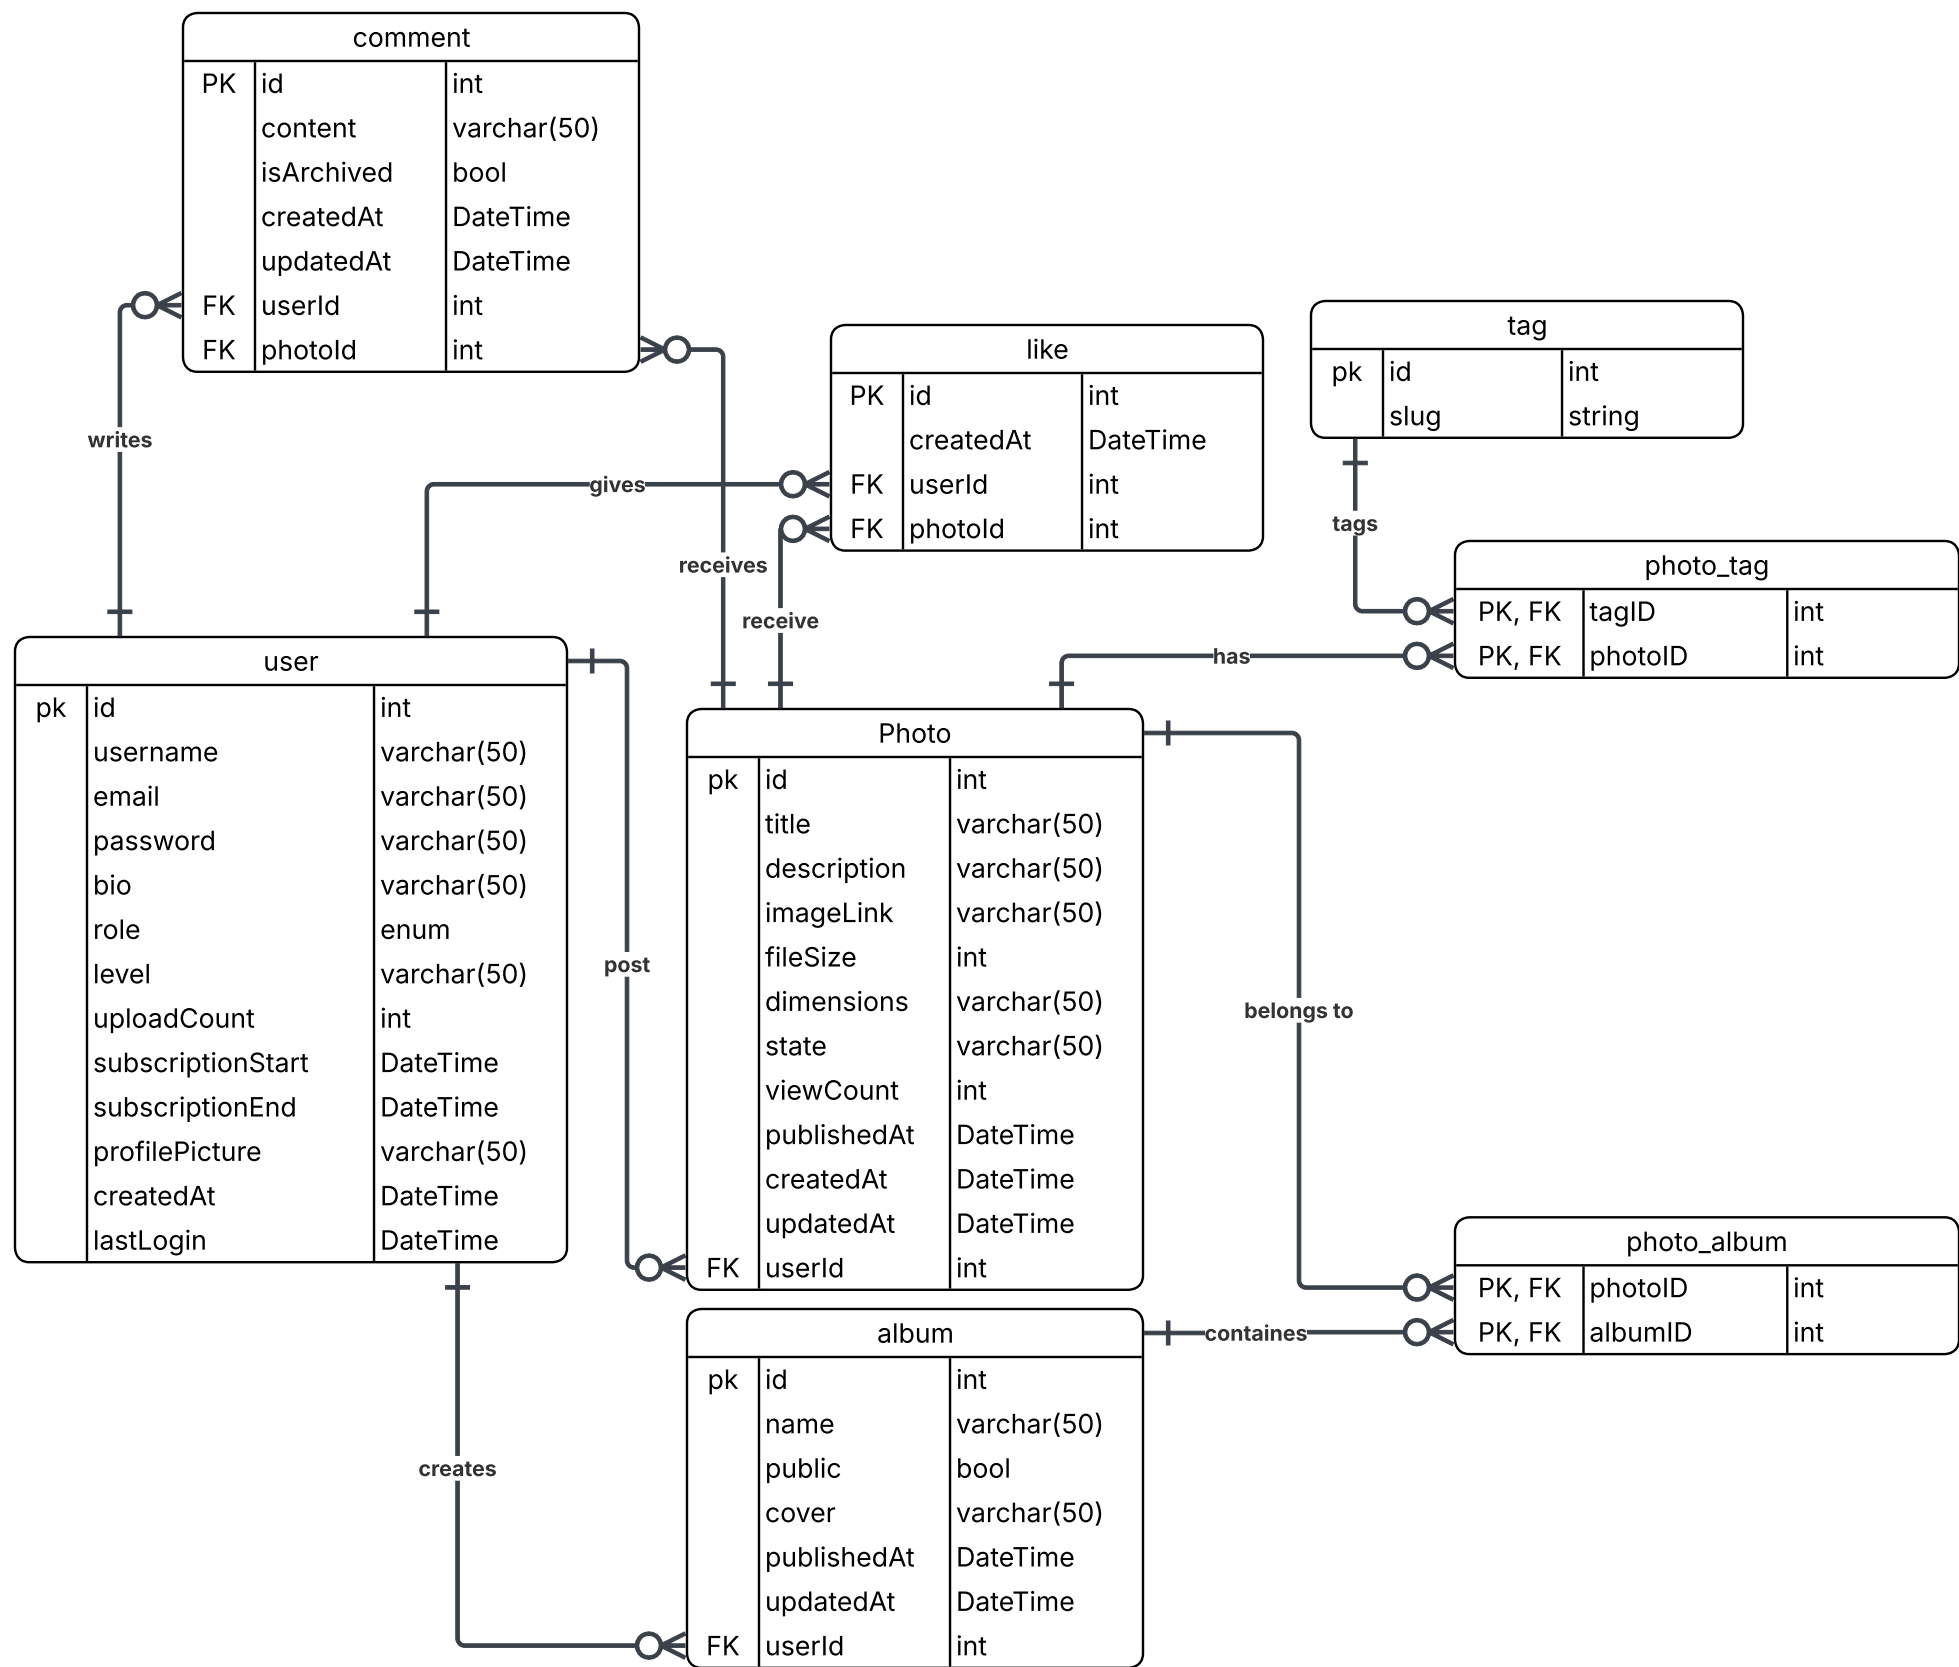 comment
PK id int
content varchar(50)
isArchived bool
createdAt DateTime
updatedAt DateTime
FK userId int
FK photoId int
writes
gives
receives
receive
like
PK id int
createdAt DateTime
FK userId int
FK photoId int
tag
pk id int
slug string
tags
photo_tag
PK, FK tagID int
PK, FK photoID int
has
user
pk id int
username varchar(50)
email varchar(50)
password varchar(50)
bio varchar(50)
role enum
level varchar(50)
uploadCount int
subscriptionStart DateTime
subscriptionEnd DateTime
profilePicture varchar(50)
createdAt DateTime
lastLogin DateTime
post
Photo
pk id int
title varchar(50)
description varchar(50)
imageLink varchar(50)
fileSize int
dimensions varchar(50)
state varchar(50)
viewCount int
publishedAt DateTime
createdAt DateTime
updatedAt DateTime
FK userId int
belongs to
photo_album
PK, FK photoID int
PK, FK albumID int
containes
creates
album
pk id int
name varchar(50)
public bool
cover varchar(50)
publishedAt DateTime
updatedAt DateTime
FK userId int